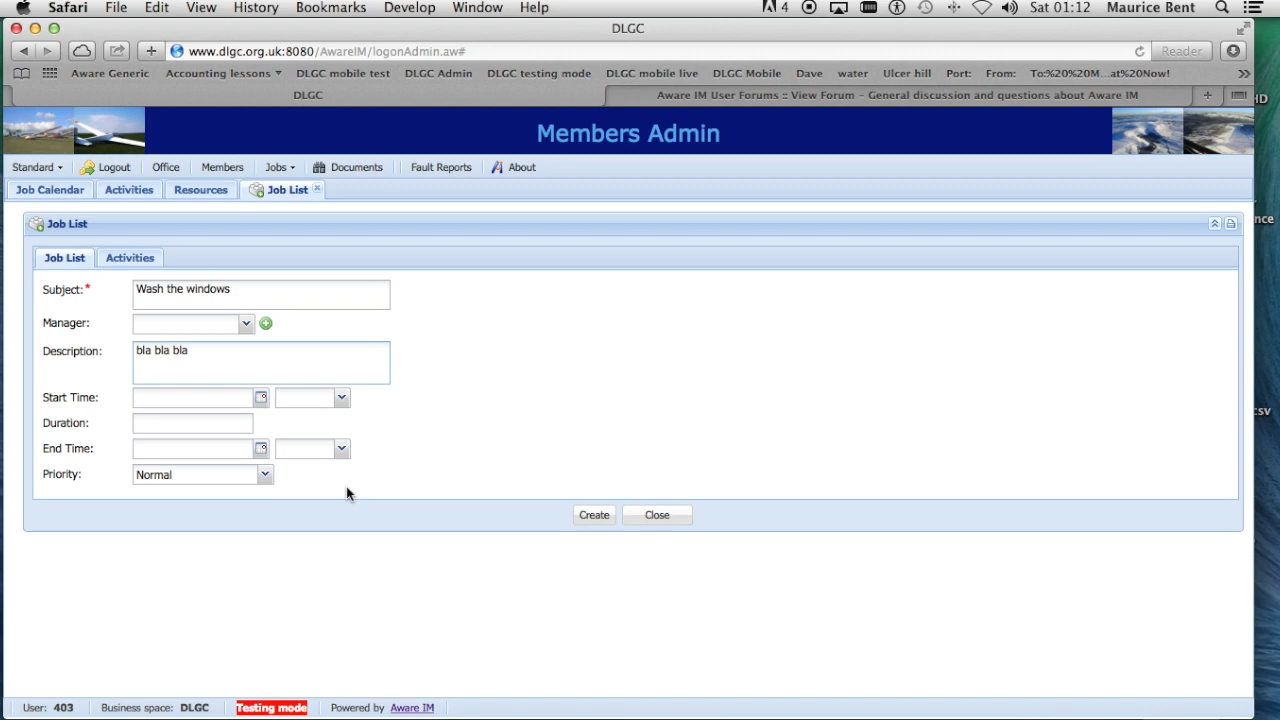 Safari File Edit View History Bookmarks Develop Window Help 4 Sat 01:12 Maurice Bent
DLGC
www.dlgc.org.uk:8080/AwareIM/logonAdmin.aw# Reader
Aware Generic Accounting lessons DLGC mobile test DLGC Admin DLGC testing mode DLGC mobile live DLGC Mobile Dave water Ulcer hill Port: From: To:%20%20M...at%20Now!
DLGC Aware IM User Forums :: View Forum - General discussion and questions about Aware IM
HD
Members Admin
Standard Logout Office Members Jobs Documents Fault Reports About
Job Calendar Activities Resources Job List
nce
Job List
Job List Activities
Subject:* Wash the windows
Manager:
Description: bla bla bla
Start Time:
csv
Duration:
End Time:
Priority: Normal
Create Close
User: 403 Business space: DLGC Testing mode Powered by Aware IM